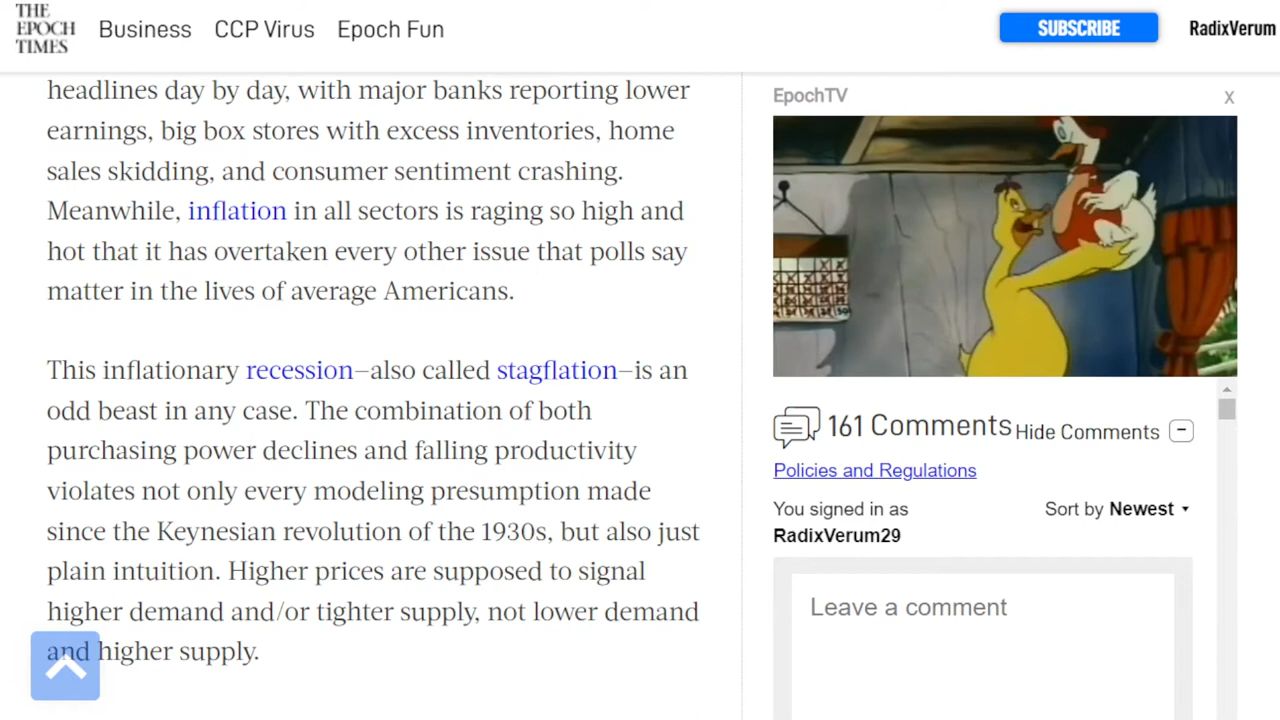 THE
EPOCH
TIMES
Business CCP Virus Epoch Fun
SUBSCRIBE
RadixVerum
headlines day by day, with major banks reporting lower
earnings, big box stores with excess inventories, home
sales skidding, and consumer sentiment crashing.
Meanwhile, inflation in all sectors is raging so high and
hot that it has overtaken every other issue that polls say
matter in the lives of average Americans.
This inflationary recession—also called stagflation—is an
odd beast in any case. The combination of both
purchasing power declines and falling productivity
violates not only every modeling presumption made
since the Keynesian revolution of the 1930s, but also just
plain intuition. Higher prices are supposed to signal
higher demand and/or tighter supply, not lower demand
and higher supply.
EpochTV X
161 Comments Hide Comments −
Policies and Regulations
You signed in as
RadixVerum29
Sort by Newest
Leave a comment